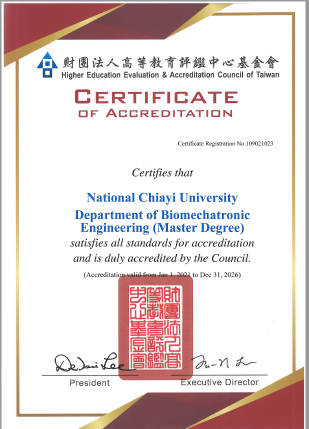 財團法人高等教育評鑑中心基金會
Higher Education Evaluation & Accreditation Council of Taiwan
CERTIFICATE
OF ACCREDITATION
Certificate Registration No.109021023
Certifies that
National Chiayi University
Department of Biomechatronic
Engineering (Master Degree)
satisfies all standards for accreditation
and is duly accredited by the Council.
(Accreditation valid from Jan 1, 2021 to Dec 31, 2026)
President
Executive Director